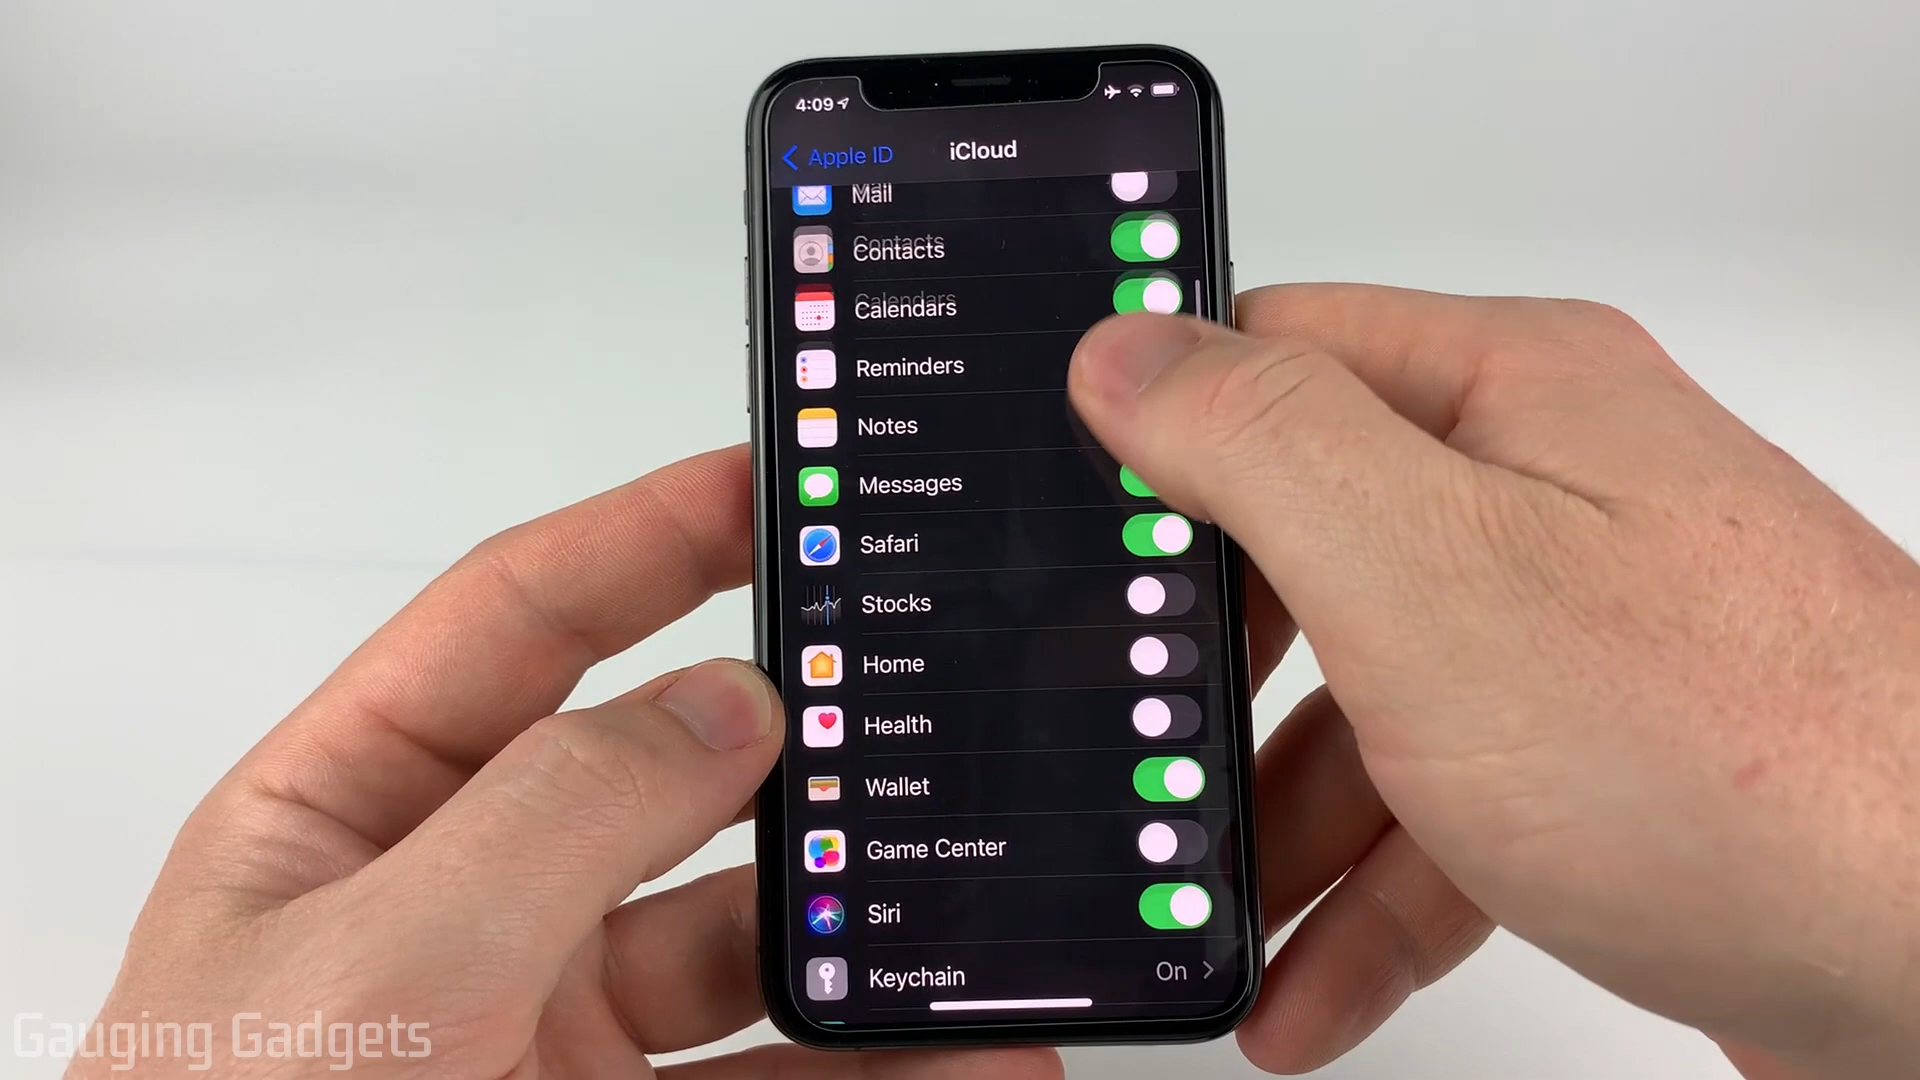 4:09
Apple ID
iCloud
Mail
Contacts
Calendars
Reminders
Notes
Messages
Safari
Stocks
Home
Health
Wallet
Game Center
Siri
Keychain On
Gauging Gadgets